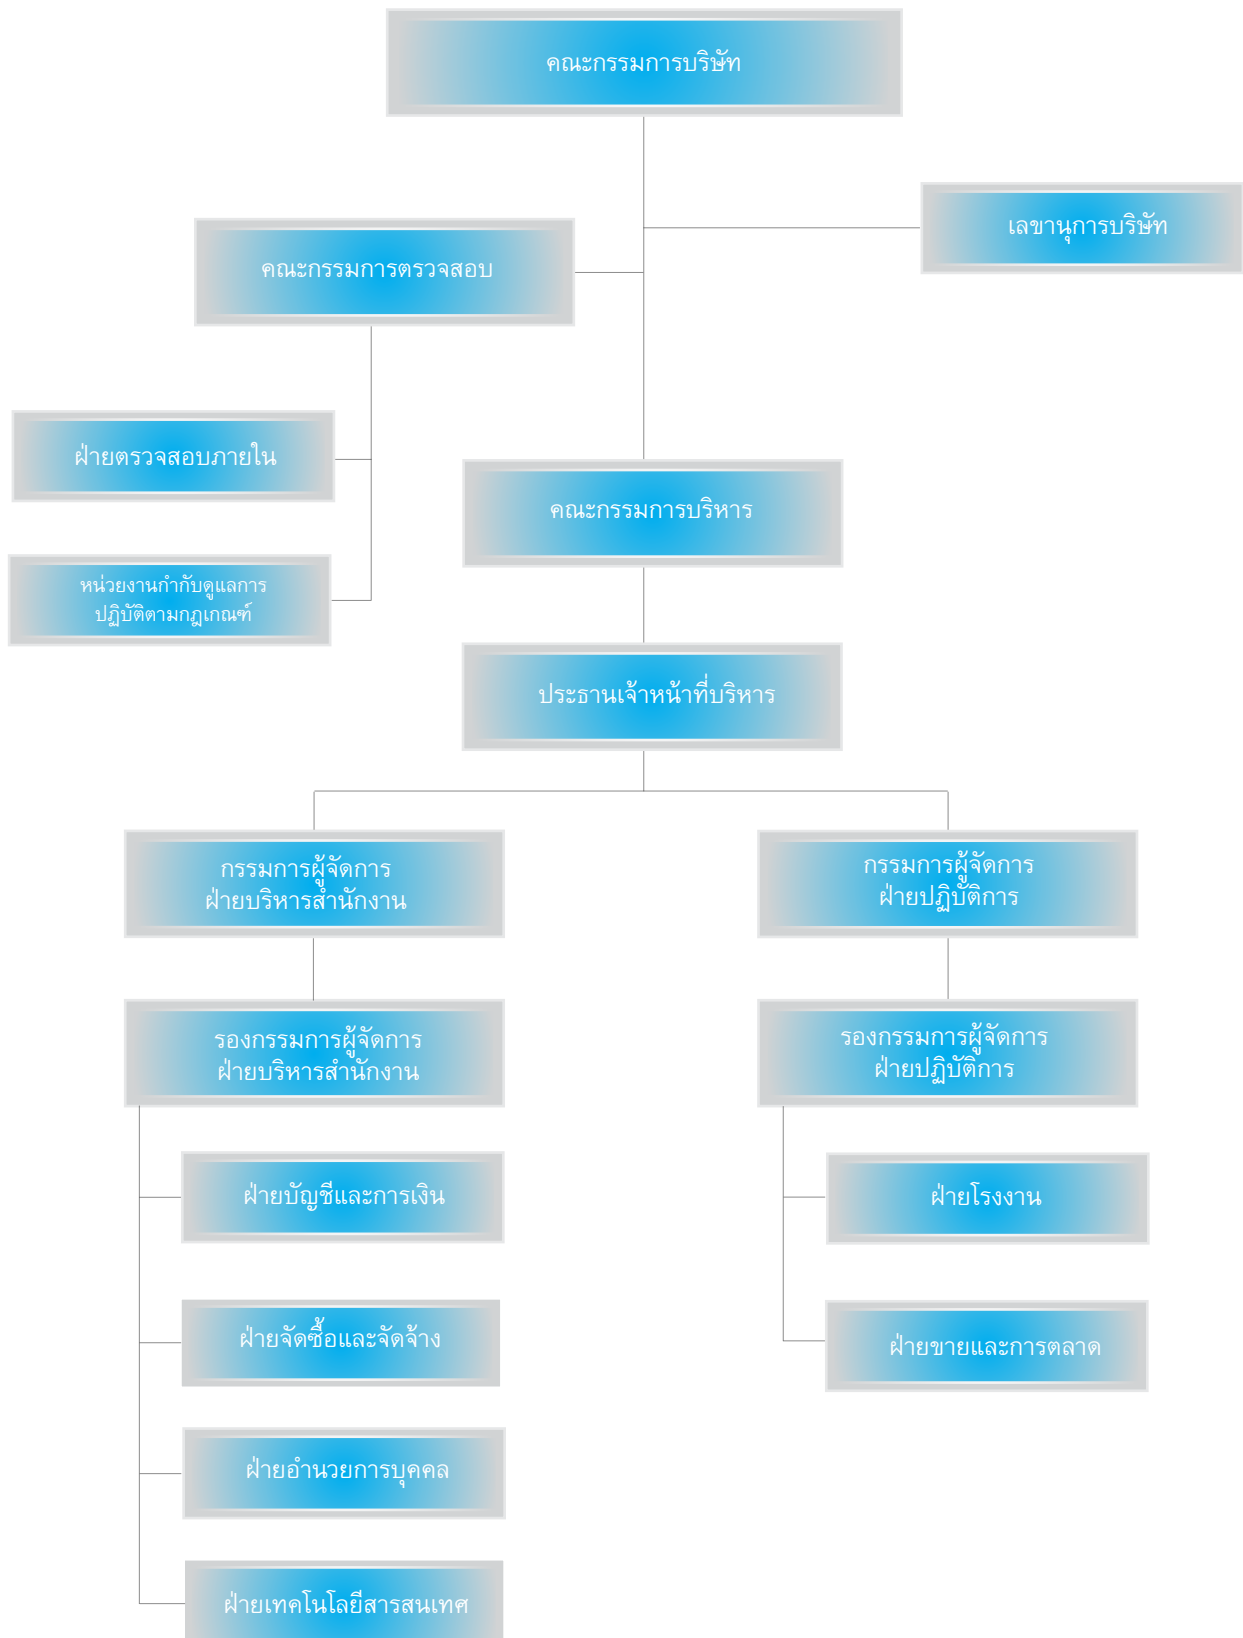 คณะกรรมการบริษัท
เลขานุการบริษัท
คณะกรรมการตรวจสอบ
ฝ่ายตรวจสอบภายใน
คณะกรรมการบริหาร
หน่วยงานกำกับดูแลการ
ปฏิบัติตามกฎเกณฑ์
ประธานเจ้าหน้าที่บริหาร
กรรมการผู้จัดการ
ฝ่ายบริหารสำนักงาน
กรรมการผู้จัดการ
ฝ่ายปฏิบัติการ
รองกรรมการผู้จัดการ
ฝ่ายบริหารสำนักงาน
รองกรรมการผู้จัดการ
ฝ่ายปฏิบัติการ
ฝ่ายบัญชีและการเงิน
ฝ่ายโรงงาน
ฝ่ายจัดซื้อและจัดจ้าง
ฝ่ายขายและการตลาด
ฝ่ายอำนวยการบุคคล
ฝ่ายเทคโนโลยีสารสนเทศ